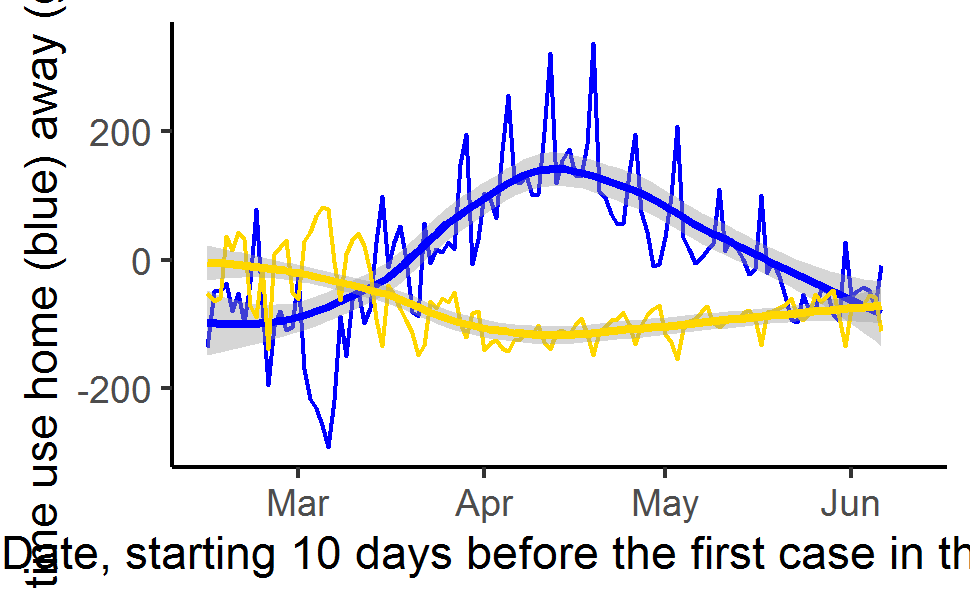 time use home (blue) away (
200
0
-200
Mar Apr May Jun
Date, starting 10 days before the first case in th